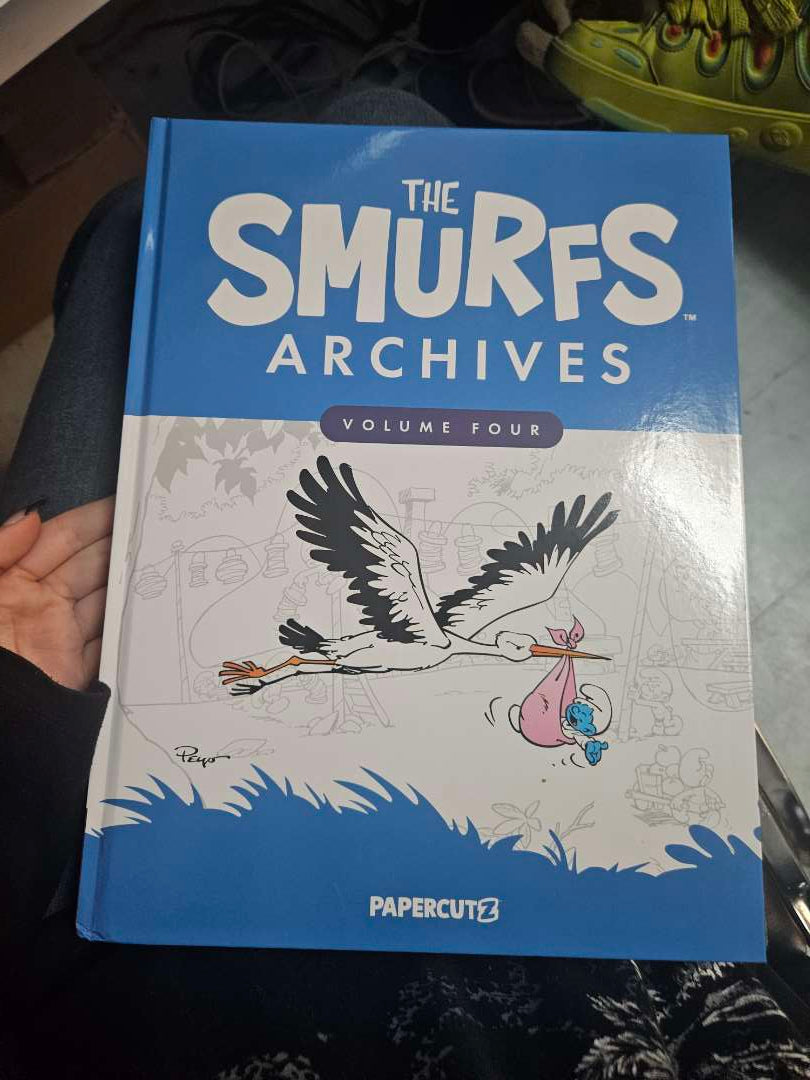 THE
SMURFS™
ARCHIVES
VOLUME FOUR
Peyo
PAPERCUTZ